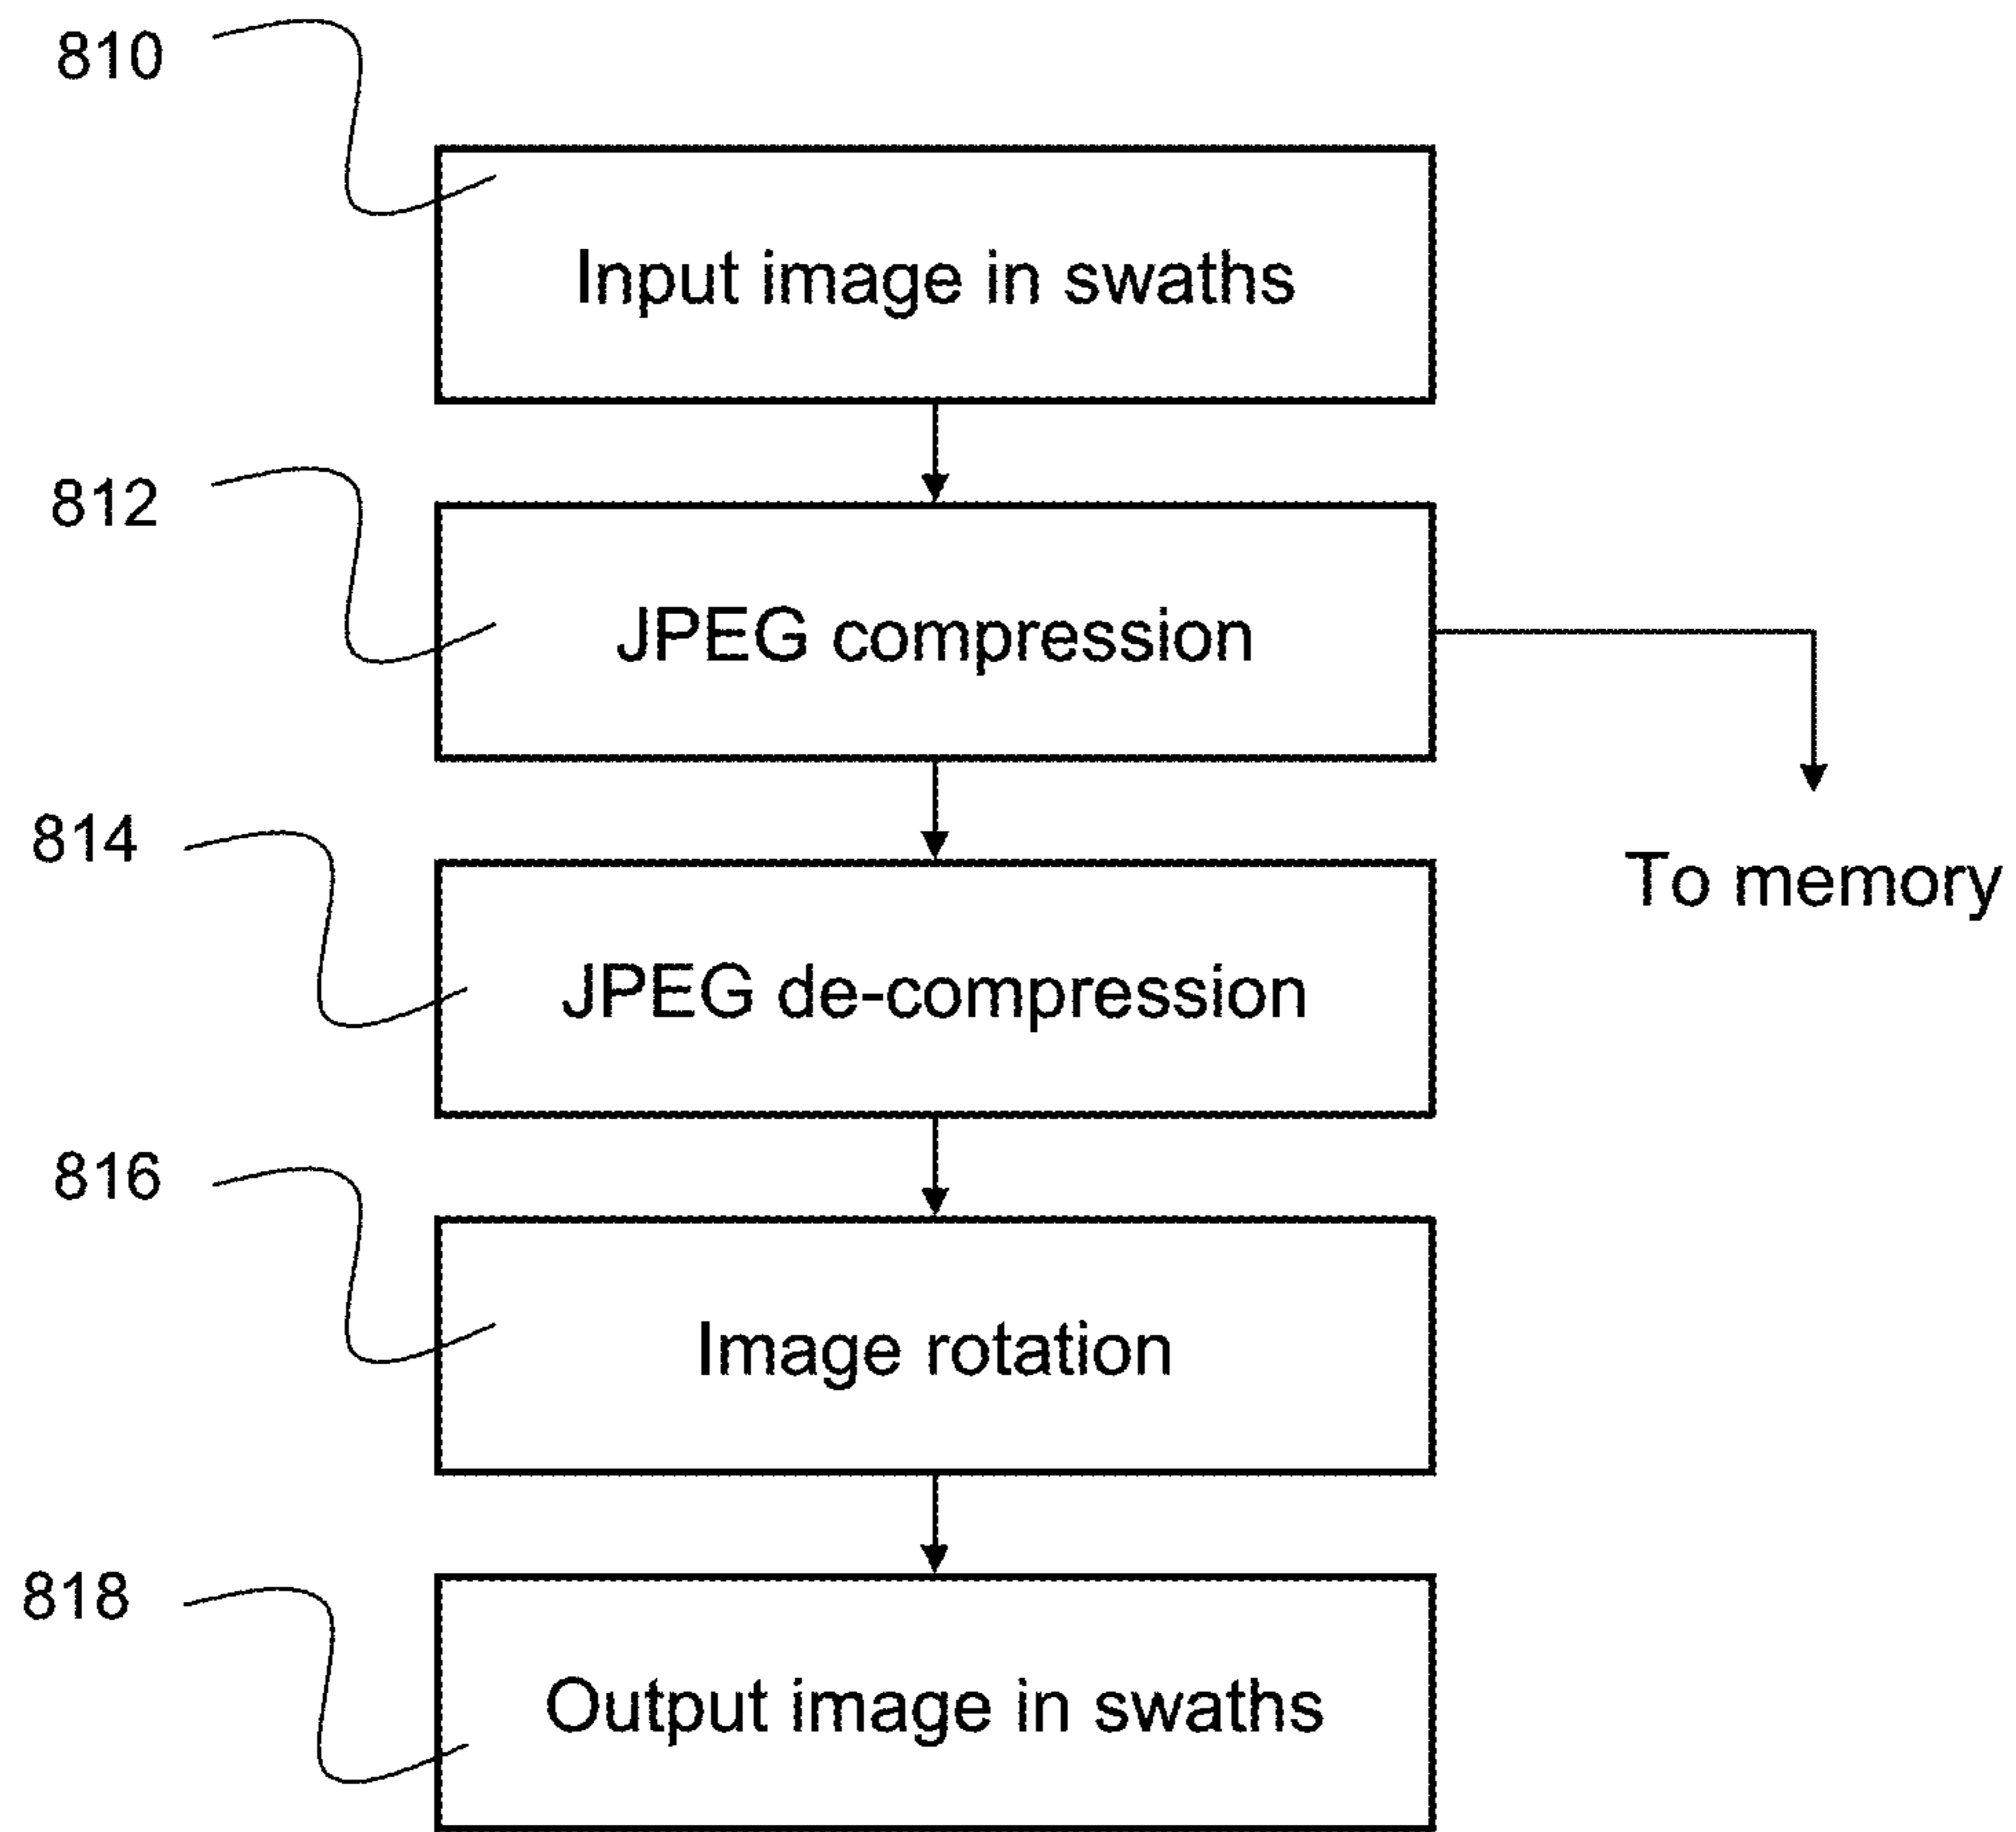 810
Input image in swaths
812
JPEG compression
814
To memory
JPEG de-compression
816
Image rotation
818
Output image in swaths